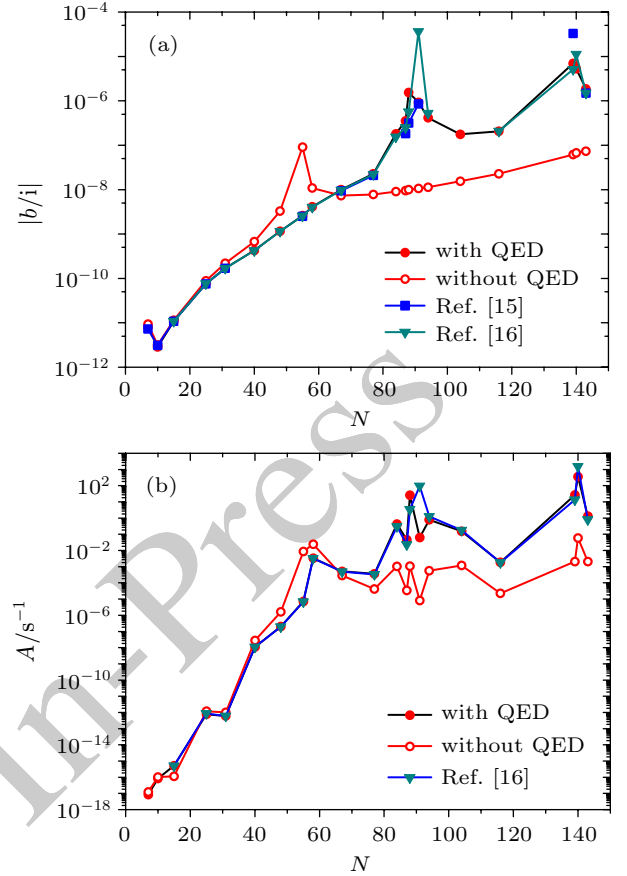 (a)
10⁻⁴
10⁻⁶
10⁻⁸
10⁻¹⁰
10⁻¹²
|b/i|
with QED
without QED
Ref. [15]
Ref. [16]
0 20 40 60 80 100 120 140
N
(b)
10²
10⁻²
10⁻⁶
10⁻¹⁰
10⁻¹⁴
10⁻¹⁸
A/s⁻¹
with QED
without QED
Ref. [16]
0 20 40 60 80 100 120 140
N
in-Press